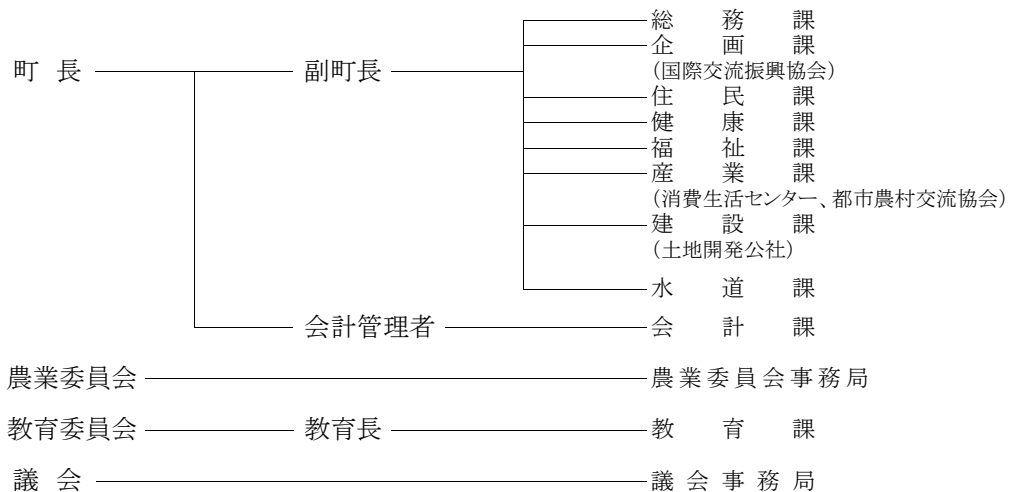 総務課
企画課
町長 副町長 (国際交流振興協会)
住民課
健康課
福祉課
産業課
(消費生活センター、都市農村交流協会)
建設課
(土地開発公社)
水道課
会計管理者 会計課
農業委員会 農業委員会事務局
教育委員会 教育長 教育課
議会 議会事務局